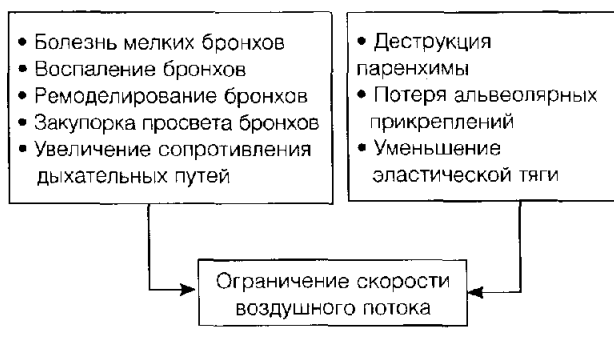 • Болезнь мелких бронхов
• Воспаление бронхов
• Ремоделирование бронхов
• Закупорка просвета бронхов
• Увеличение сопротивления
дыхательных путей
• Деструкция
паренхимы
• Потеря альвеолярных
прикреплений
• Уменьшение
эластической тяги
Ограничение скорости
воздушного потока